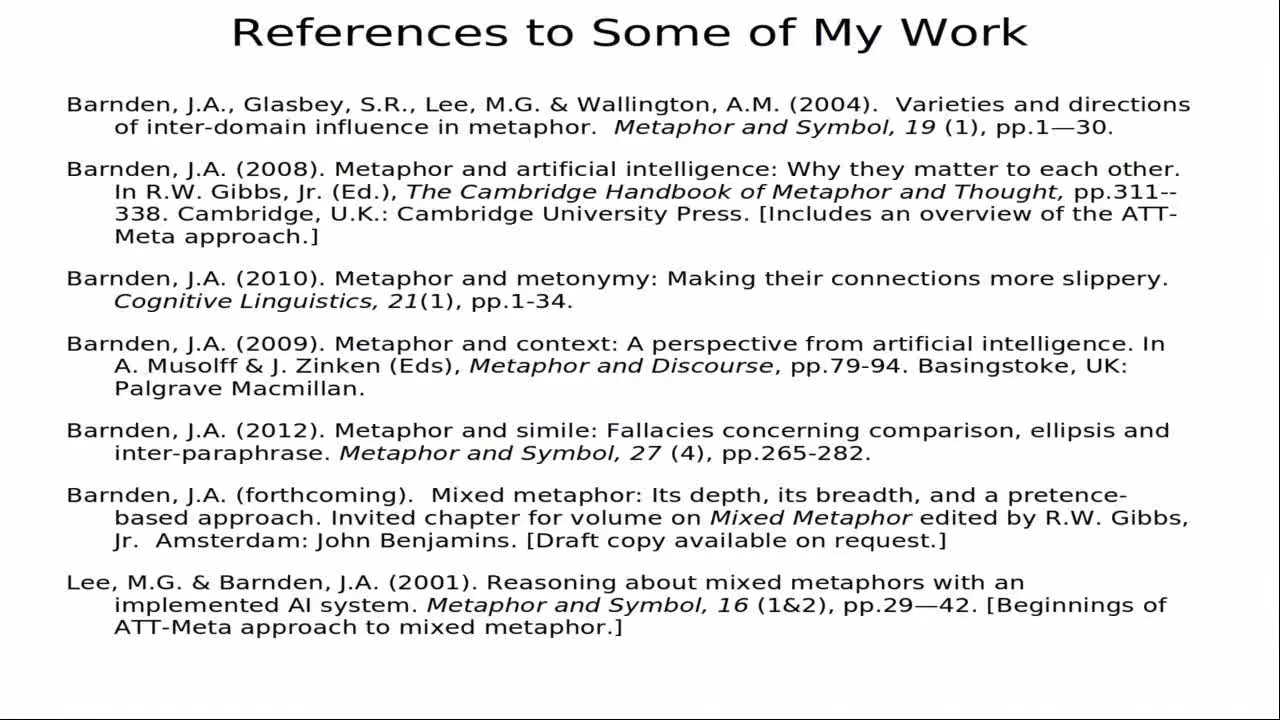 References to Some of My Work
Barnden, J.A., Glasbey, S.R., Lee, M.G. & Wallington, A.M. (2004).  Varieties and directions
of inter-domain influence in metaphor.  Metaphor and Symbol, 19 (1), pp.1—30.
Barnden, J.A. (2008). Metaphor and artificial intelligence: Why they matter to each other.
In R.W. Gibbs, Jr. (Ed.), The Cambridge Handbook of Metaphor and Thought, pp.311--
338. Cambridge, U.K.: Cambridge University Press. [Includes an overview of the ATT-
Meta approach.]
Barnden, J.A. (2010). Metaphor and metonymy: Making their connections more slippery.
Cognitive Linguistics, 21(1), pp.1-34.
Barnden, J.A. (2009). Metaphor and context: A perspective from artificial intelligence. In
A. Musolff & J. Zinken (Eds), Metaphor and Discourse, pp.79-94. Basingstoke, UK:
Palgrave Macmillan.
Barnden, J.A. (2012). Metaphor and simile: Fallacies concerning comparison, ellipsis and
inter-paraphrase. Metaphor and Symbol, 27 (4), pp.265-282.
Barnden, J.A. (forthcoming).  Mixed metaphor: Its depth, its breadth, and a pretence-
based approach. Invited chapter for volume on Mixed Metaphor edited by R.W. Gibbs,
Jr.  Amsterdam: John Benjamins. [Draft copy available on request.]
Lee, M.G. & Barnden, J.A. (2001). Reasoning about mixed metaphors with an
implemented AI system. Metaphor and Symbol, 16 (1&2), pp.29—42. [Beginnings of
ATT-Meta approach to mixed metaphor.]